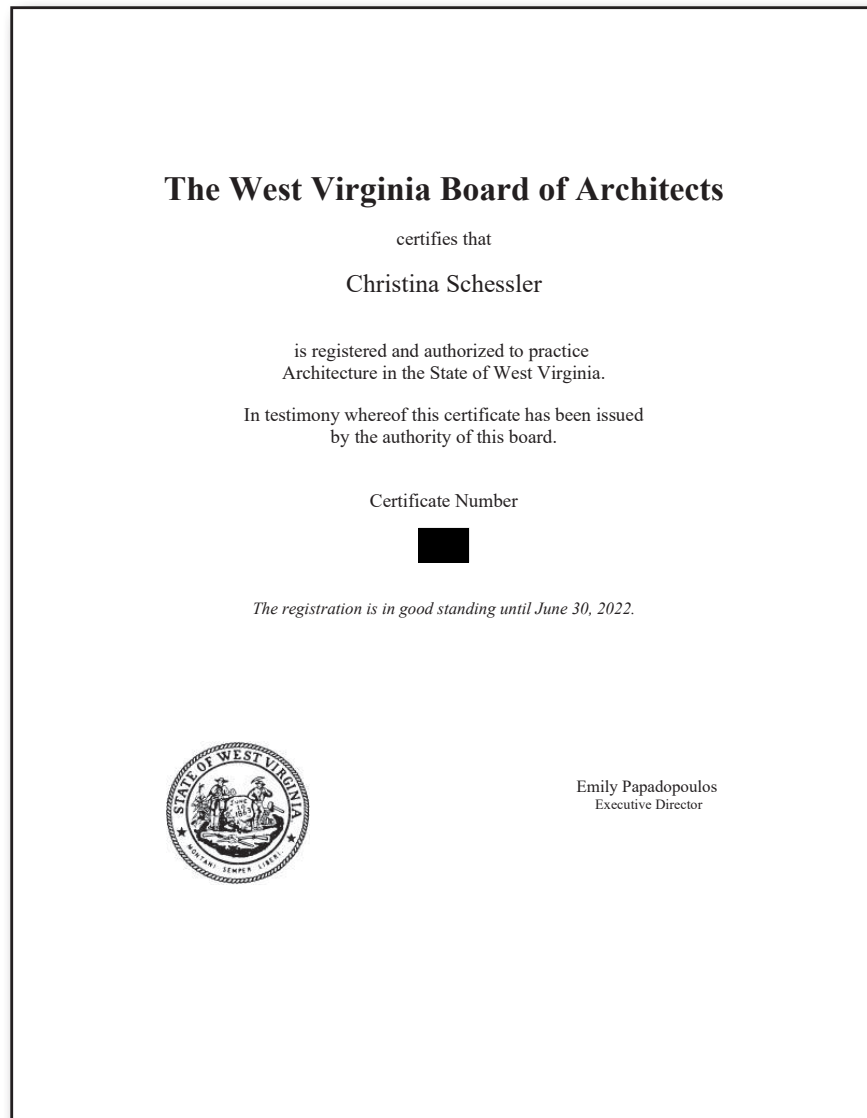 The West Virginia Board of Architects
certifies that
Christina Schessler
is registered and authorized to practice
Architecture in the State of West Virginia.
In testimony whereof this certificate has been issued
by the authority of this board.
Certificate Number
The registration is in good standing until June 30, 2022.
STATE OF WEST VIRGINIA
JUNE
20
1863
MONTANI SEMPER LIBERI.
Emily Papadopoulos
Executive Director